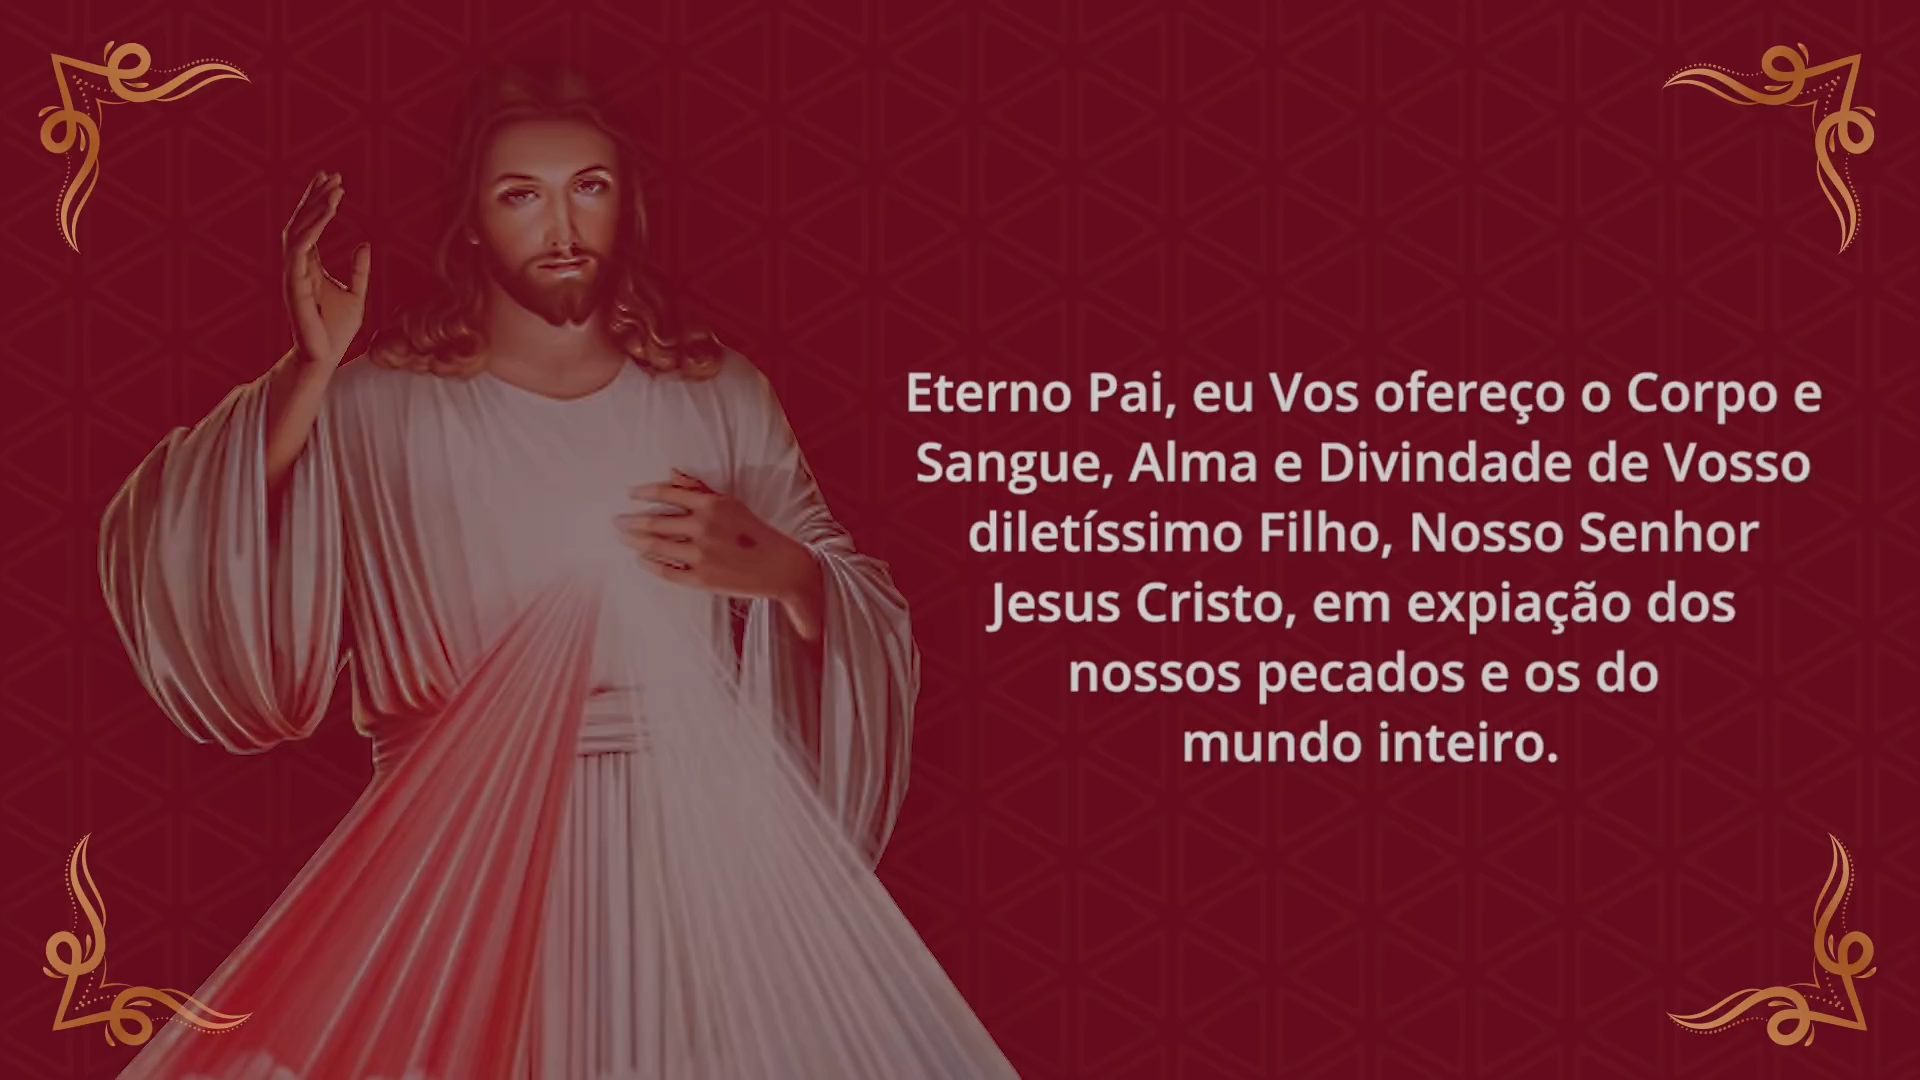 Eterno Pai, eu Vos ofereço o Corpo e
Sangue, Alma e Divindade de Vosso
diletíssimo Filho, Nosso Senhor
Jesus Cristo, em expiação dos
nossos pecados e os do
mundo inteiro.